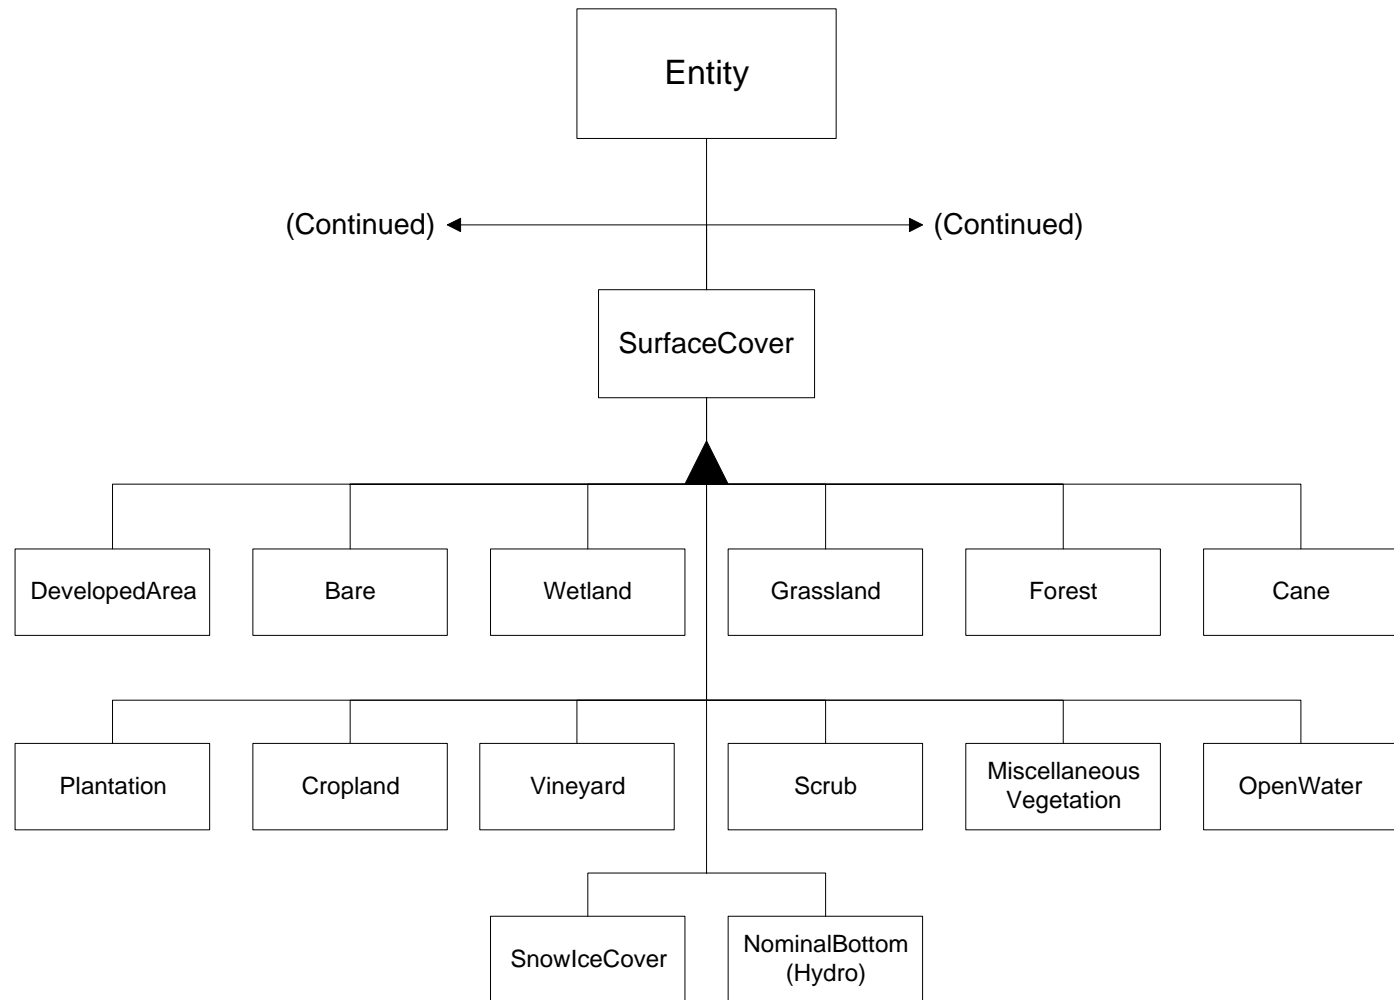 Entity
(Continued) (Continued)
SurfaceCover
DevelopedArea Bare Wetland Grassland Forest Cane
Plantation Cropland Vineyard Scrub Miscellaneous Vegetation OpenWater
SnowIceCover NominalBottom (Hydro)